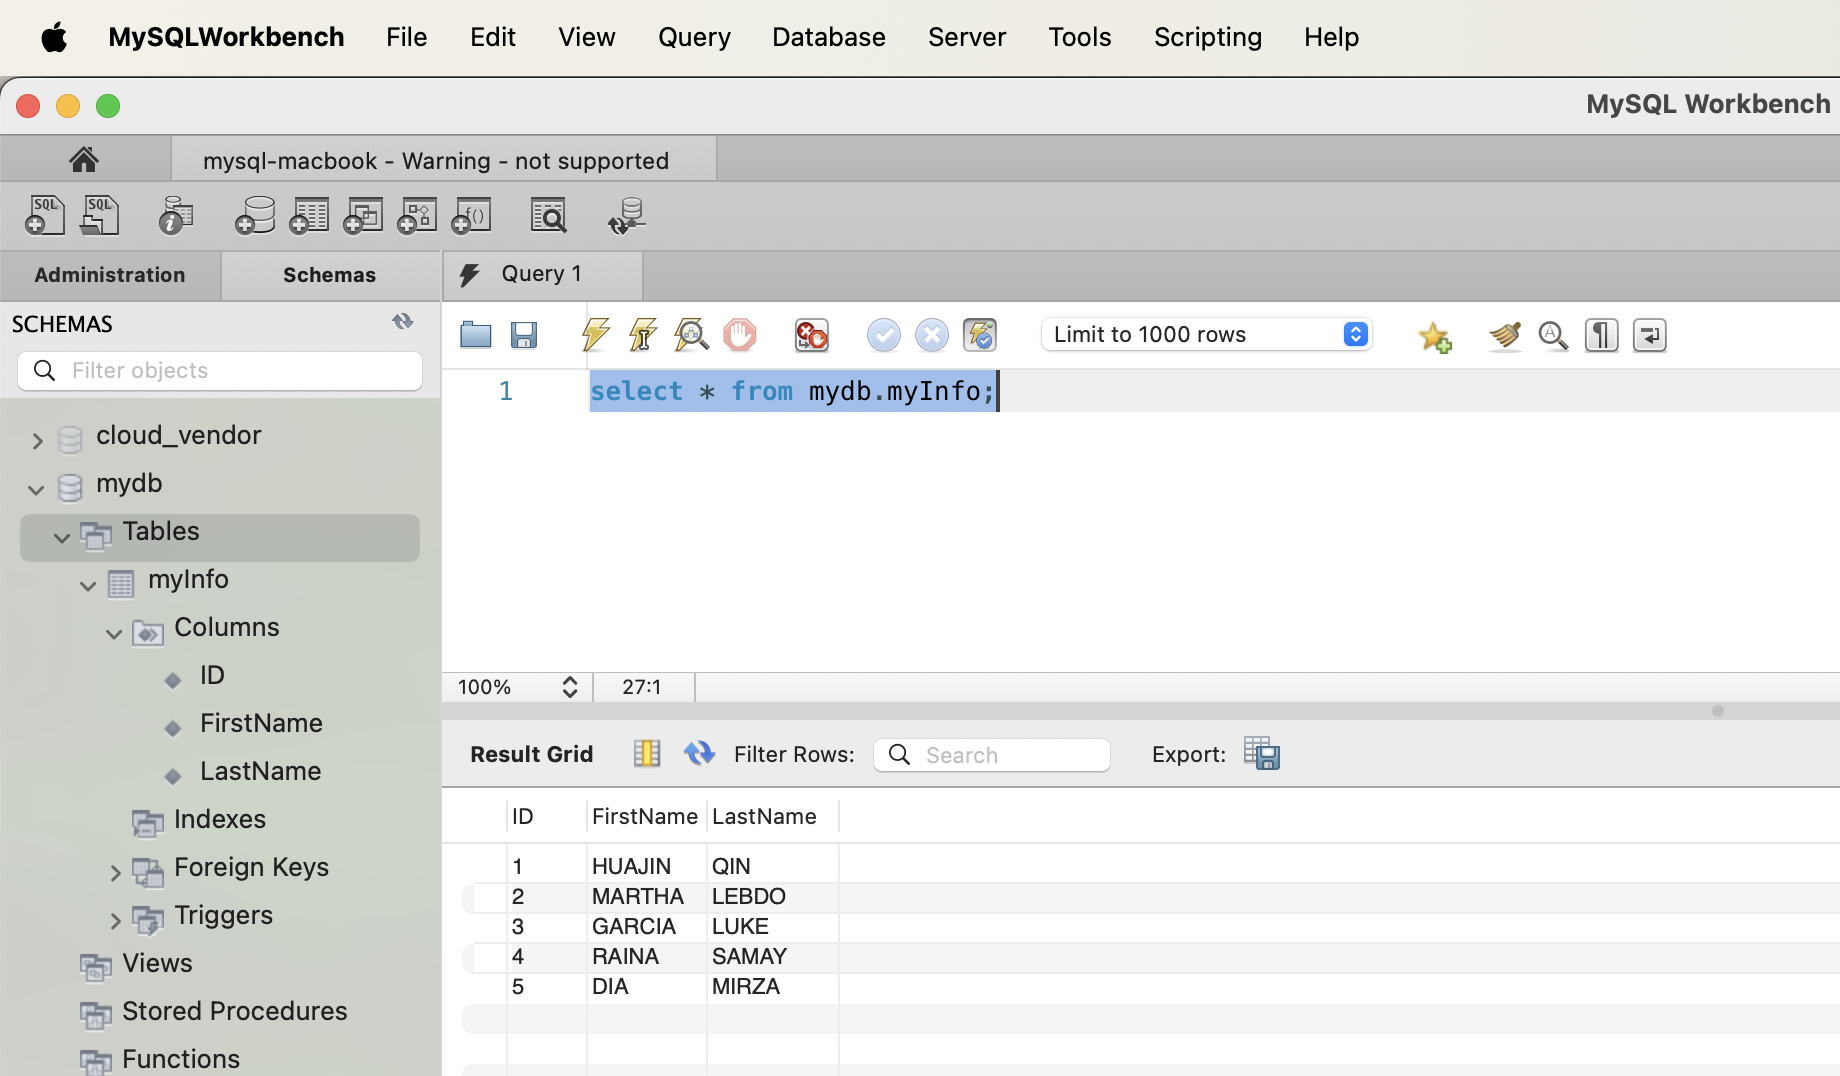 MySQLWorkbench File Edit View Query Database Server Tools Scripting Help
MySQL Workbench
mysql-macbook - Warning - not supported
SQL SQL i f()
Administration Schemas Query 1
SCHEMAS
Filter objects
Limit to 1000 rows
1 select * from mydb.myInfo;
cloud_vendor
mydb
Tables
myInfo
Columns
ID
FirstName
LastName
Indexes
Foreign Keys
Triggers
Views
Stored Procedures
Functions
100% 27:1
Result Grid Filter Rows: Search Export:
ID FirstName LastName
1 HUAJIN QIN
2 MARTHA LEBDO
3 GARCIA LUKE
4 RAINA SAMAY
5 DIA MIRZA